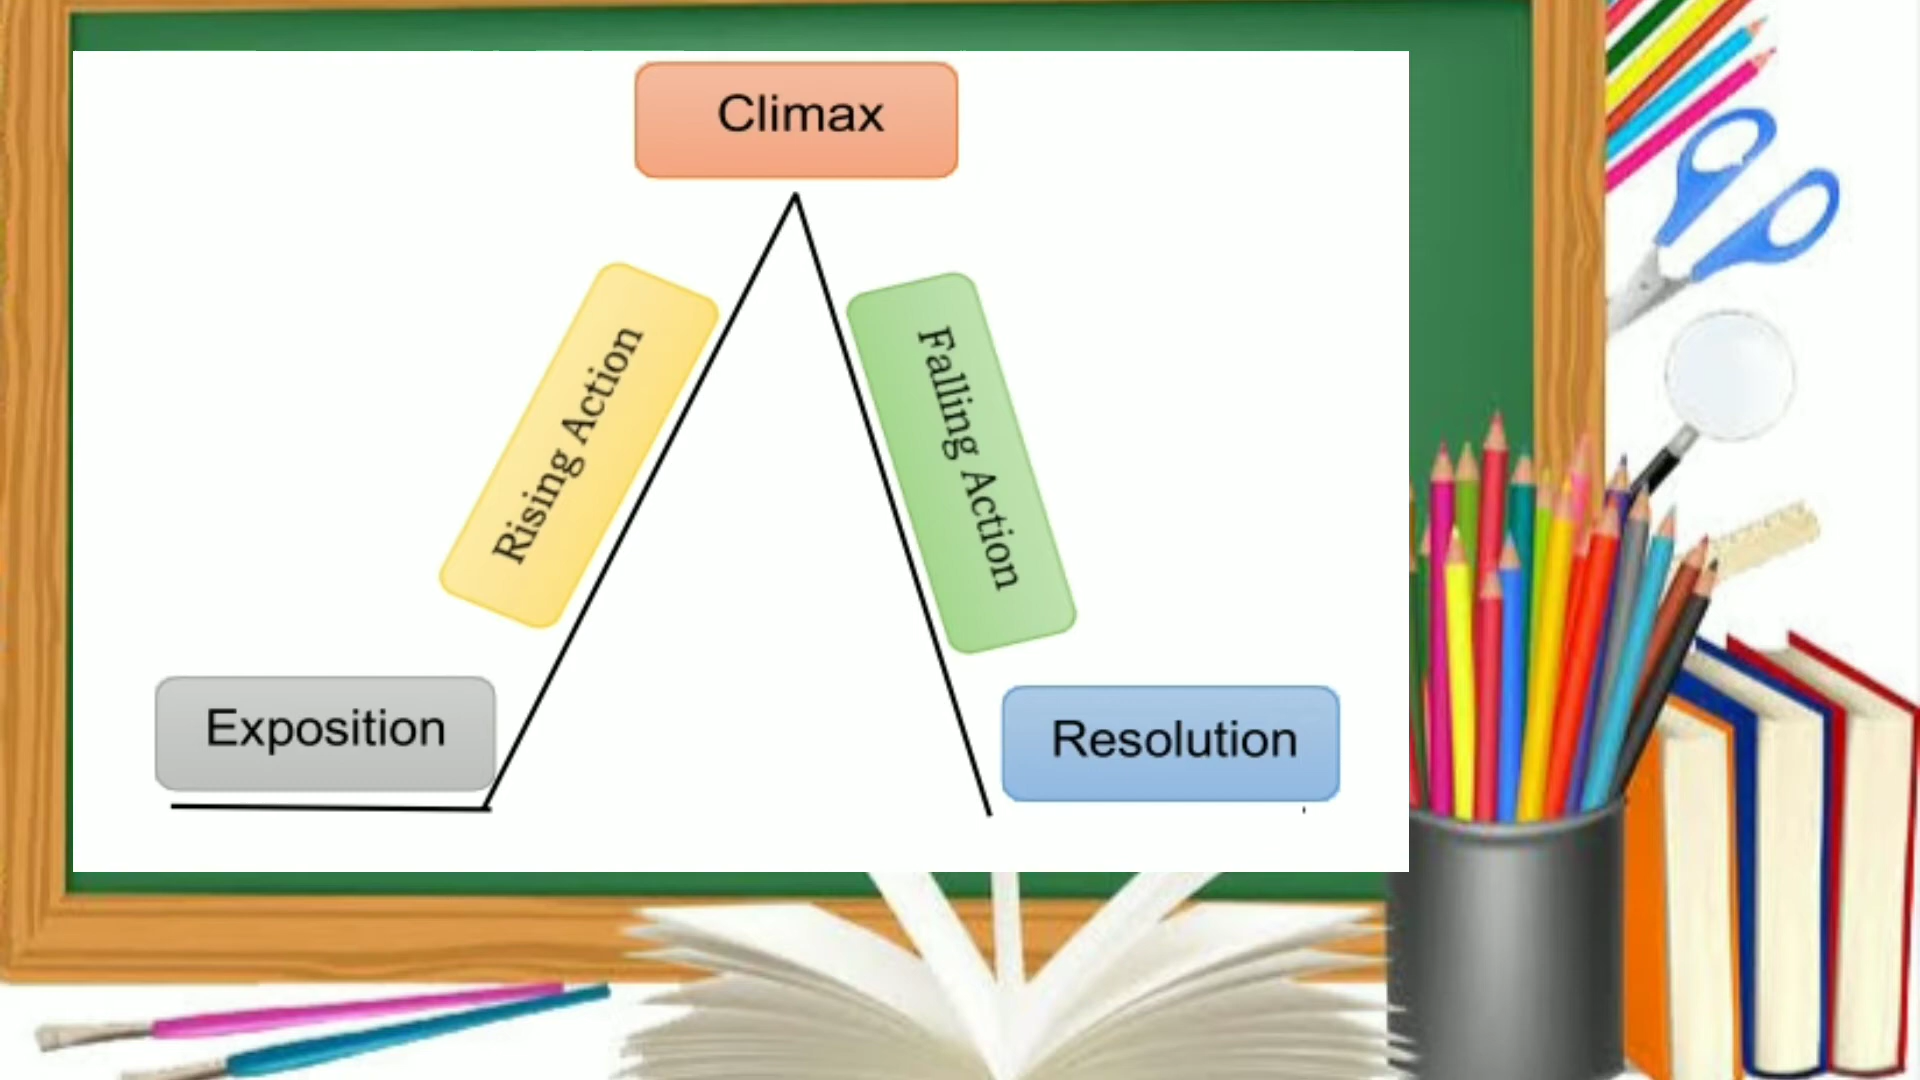 Climax
Rising Action
Falling Action
Exposition
Resolution